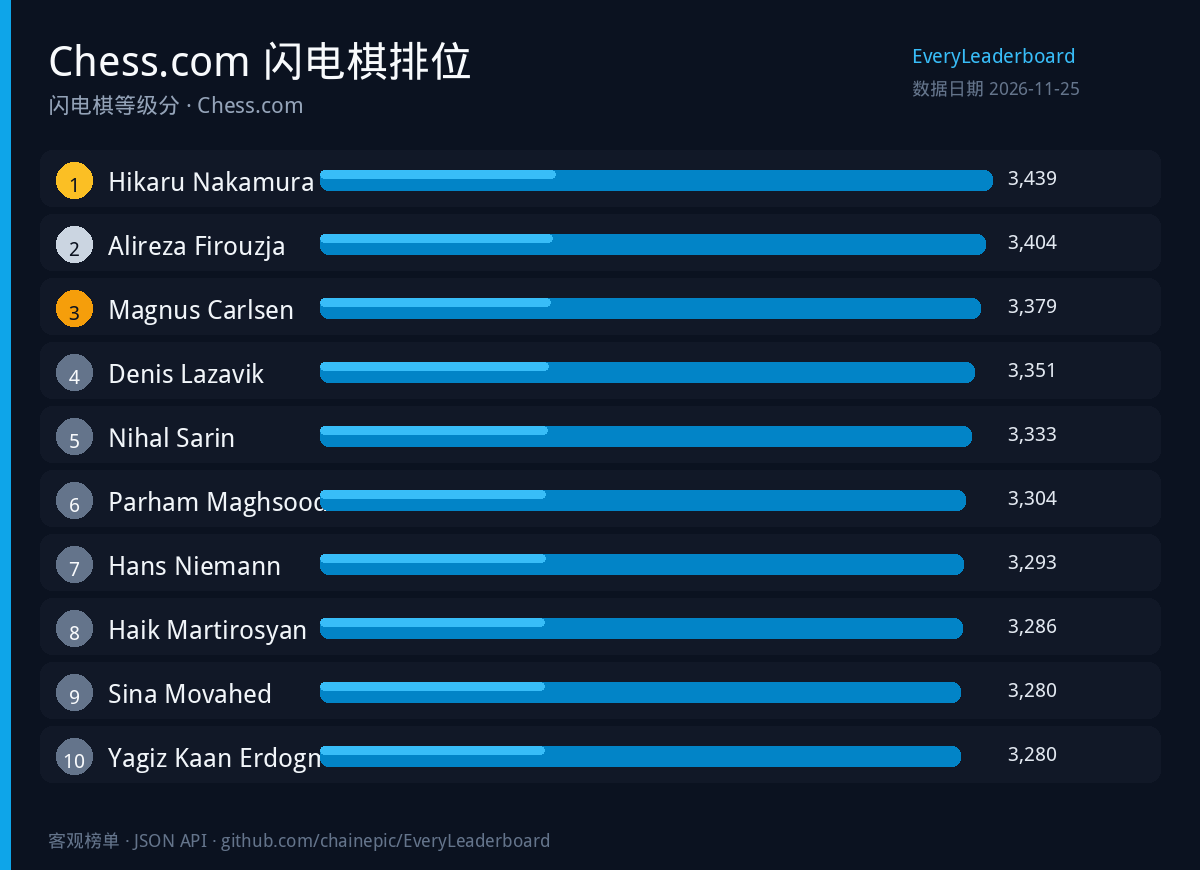 Chess.com 闪电棋排位
闪电棋等级分 · Chess.com
EveryLeaderboard
数据日期 2026-11-25
1 Hikaru Nakamura 3,439
2 Alireza Firouzja 3,404
3 Magnus Carlsen 3,379
4 Denis Lazavik 3,351
5 Nihal Sarin 3,333
6 Parham 3,304
7 Hans Niemann 3,293
8 Haik Martirosyan 3,286
9 Sina Movahed 3,280
10 Yagiz Kaan 3,280
客观榜单 · JSON API · github.com/chainepic/EveryLeaderboard